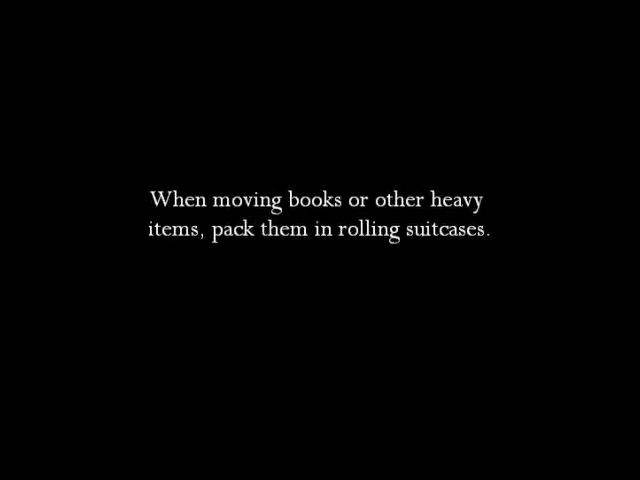 When moving books or other heavy
items, pack them in rolling suitcases.